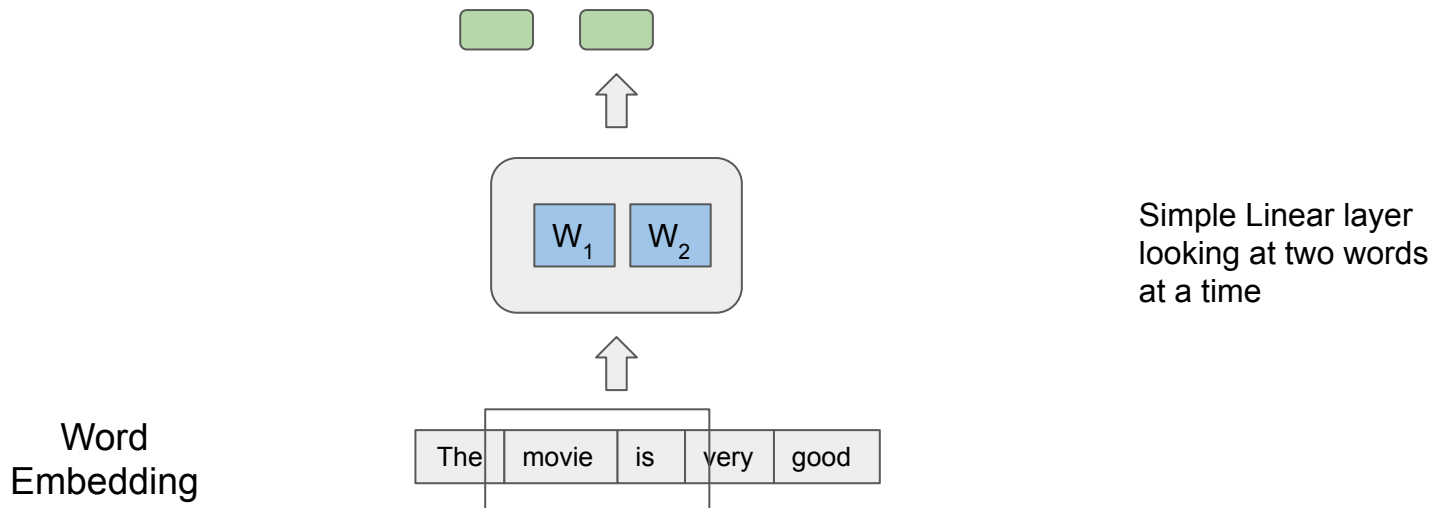 W1 W2
Simple Linear layer
looking at two words
at a time
Word
Embedding
The movie is very good